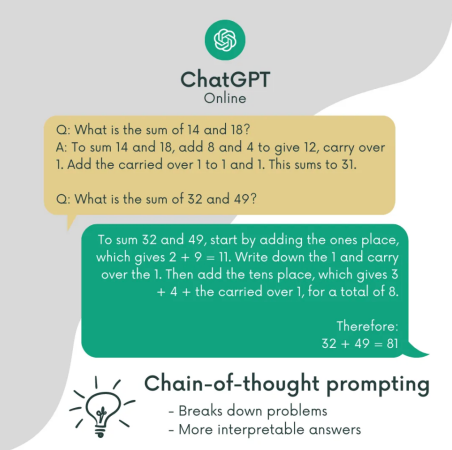 ChatGPT
Online
Q: What is the sum of 14 and 18?
A: To sum 14 and 18, add 8 and 4 to give 12, carry over
1. Add the carried over 1 to 1 and 1. This sums to 31.
Q: What is the sum of 32 and 49?
To sum 32 and 49, start by adding the ones place,
which gives 2 + 9 = 11. Write down the 1 and carry
over the 1. Then add the tens place, which gives 3
+ 4 + the carried over 1, for a total of 8.
Therefore:
32 + 49 = 81
Chain-of-thought prompting
- Breaks down problems
- More interpretable answers